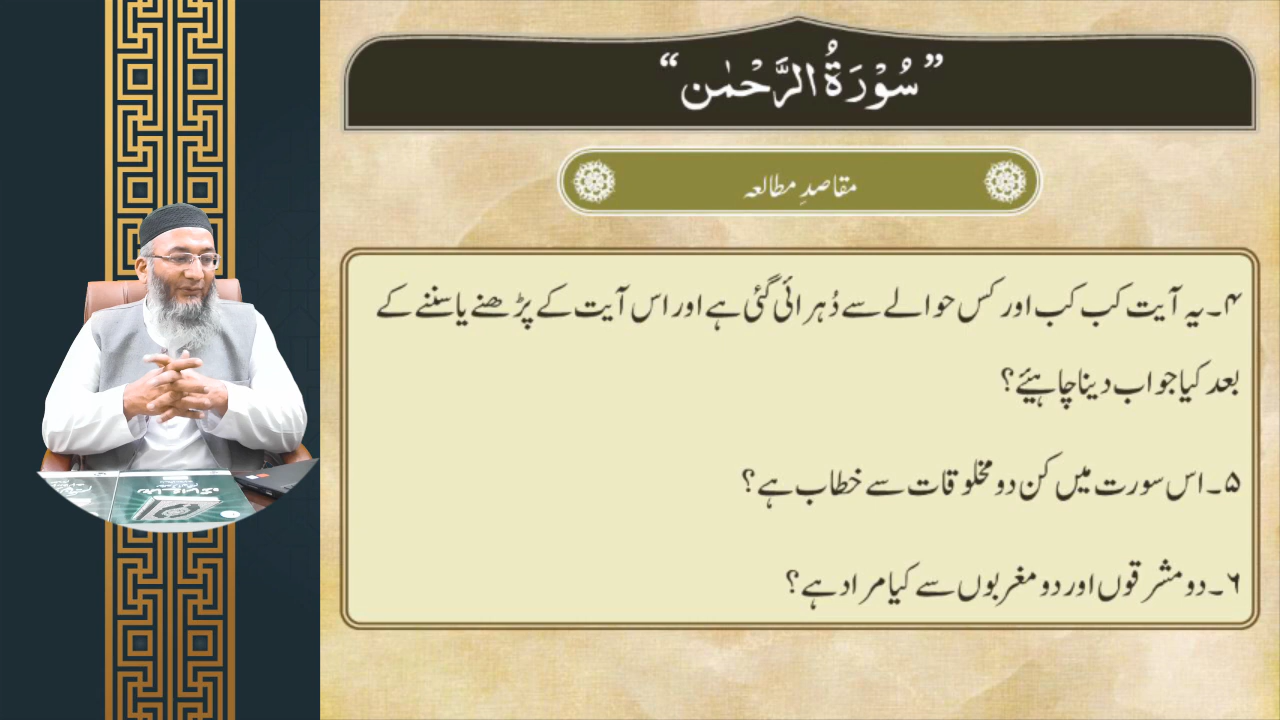 ”سُوْرَۃُ الرَّحْمٰن“
مقاصدِ مطالعہ
۴۔یہ آیت کب کب اور کس حوالے سے دُہرائی گئی ہے اور اس آیت کے پڑھنے یا سننے کے
بعد کیا جواب دینا چاہیئے؟
۵۔اس سورت میں کن دو مخلوقات سے خطاب ہے؟
۶۔دو مشرقوں اور دو مغربوں سے کیا مراد ہے؟